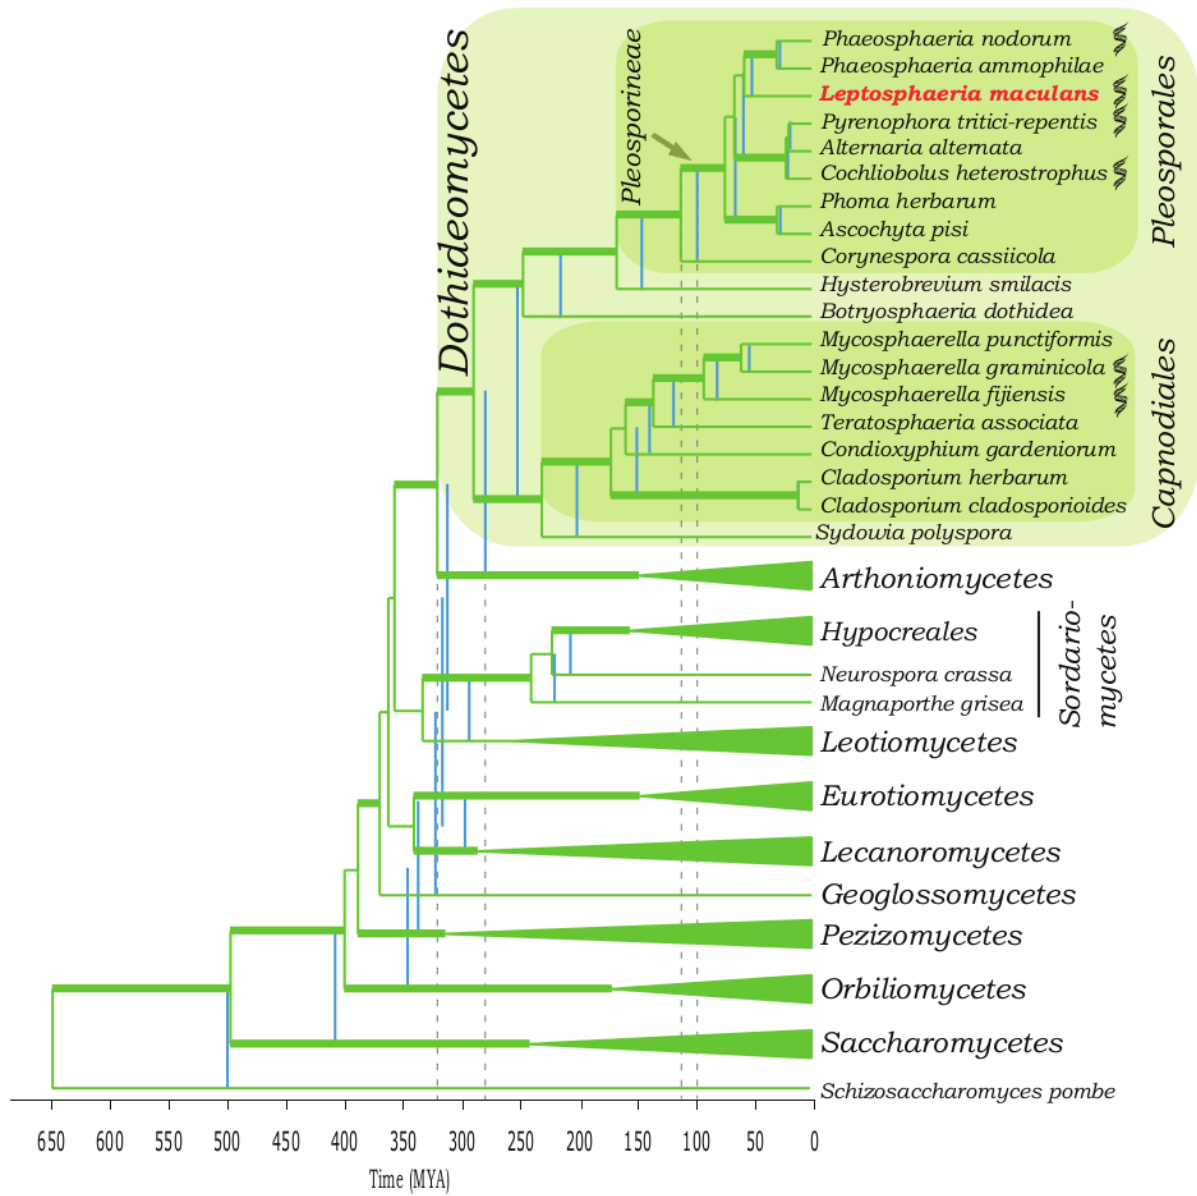 Dothideomycetes
Pleosporineae
Phaeosphaeria nodorum
Phaeosphaeria ammophilae
Leptosphaeria maculans
Pyrenophora tritici-repentis
Alternaria alternata
Cochliobolus heterostrophus
Phoma herbarum
Ascochyta pisi
Corynespora cassiicola
Hysterobrevium smilacis
Botryosphaeria dothidea
Pleosporales
Mycosphaerella punctiformis
Mycosphaerella graminicola
Mycosphaerella fijiensis
Teratosphaeria associata
Condioxyphium gardeniorum
Cladosporium herbarum
Cladosporium cladosporioides
Sydowia polyspora
Capnodiales
Arthoniomycetes
Hypocreales
Neurospora crassa
Magnaporthe grisea
Sordario-
mycetes
Leotiomycetes
Eurotiomycetes
Lecanoromycetes
Geoglossomycetes
Pezizomycetes
Orbiliomycetes
Saccharomycetes
Schizosaccharomyces pombe
650 600 550 500 450 400 350 300 250 200 150 100 50 0
Time (MYA)